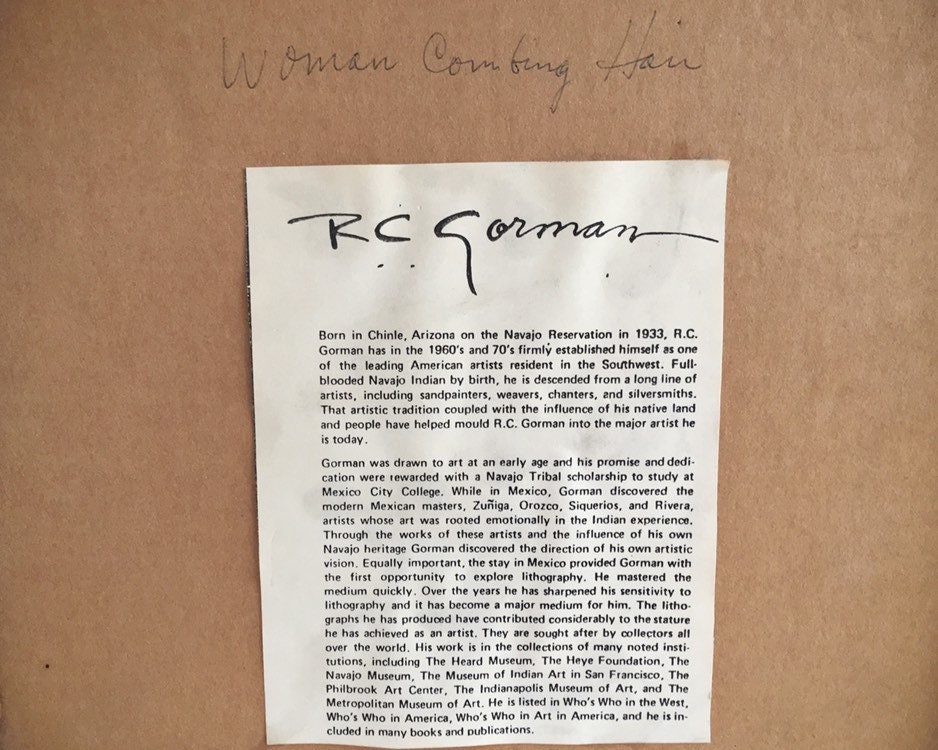 Woman Combing Hair
R.C. Gorman
Born in Chinle, Arizona on the Navajo Reservation in 1933, R.C.
Gorman has in the 1960's and 70's firmly established himself as one
of the leading American artists resident in the Southwest. Full-
blooded Navajo Indian by birth, he is descended from a long line of
artists, including sandpainters, weavers, chanters, and silversmiths.
That artistic tradition coupled with the influence of his native land
and people have helped mould R.C. Gorman into the major artist he
is today.
Gorman was drawn to art at an early age and his promise and dedi-
cation were rewarded with a Navajo Tribal scholarship to study at
Mexico City College. While in Mexico, Gorman discovered the
modern Mexican masters, Zuñiga, Orozco, Siquerios, and Rivera,
artists whose art was rooted emotionally in the Indian experience.
Through the works of these artists and the influence of his own
Navajo heritage Gorman discovered the direction of his own artistic
vision. Equally important, the stay in Mexico provided Gorman with
the first opportunity to explore lithography. He mastered the
medium quickly. Over the years he has sharpened his sensitivity to
lithography and it has become a major medium for him. The litho-
graphs he has produced have contributed considerably to the stature
he has achieved as an artist. They are sought after by collectors all
over the world. His work is in the collections of many noted insti-
tutions, including The Heard Museum, The Heye Foundation, The
Navajo Museum, The Museum of Indian Art in San Francisco, The
Philbrook Art Center, The Indianapolis Museum of Art, and The
Metropolitan Museum of Art. He is listed in Who's Who in the West,
Who's Who in America, Who's Who in Art in America, and he is in-
cluded in many books and publications.